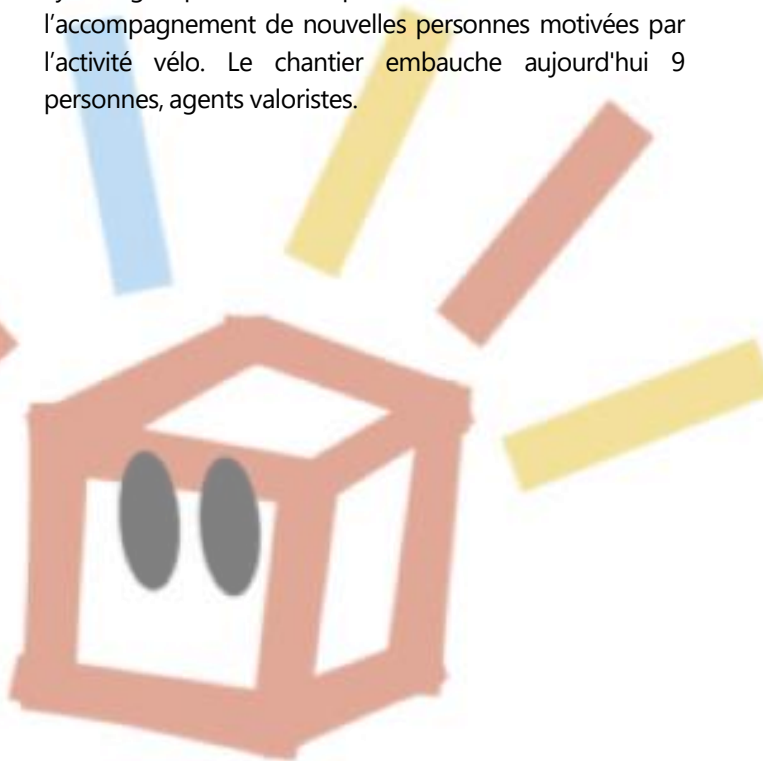 l’accompagnement de nouvelles personnes motivées par
l’activité vélo. Le chantier embauche aujourd'hui 9
personnes, agents valoristes.